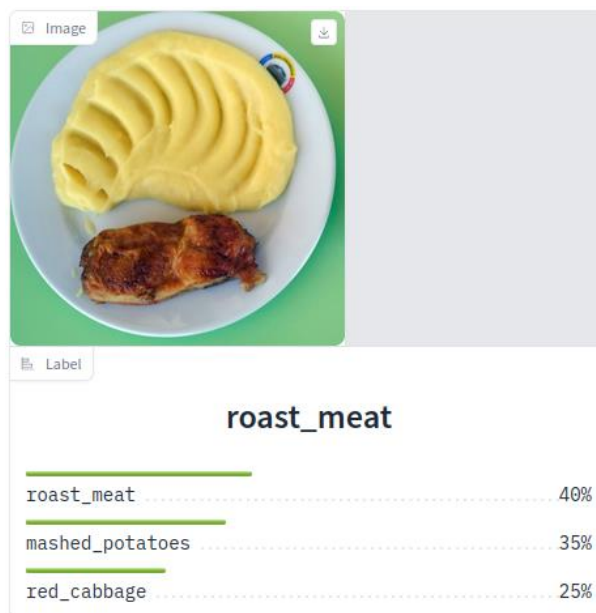 Image
Label
roast_meat
roast_meat 40%
mashed_potatoes 35%
red_cabbage 25%